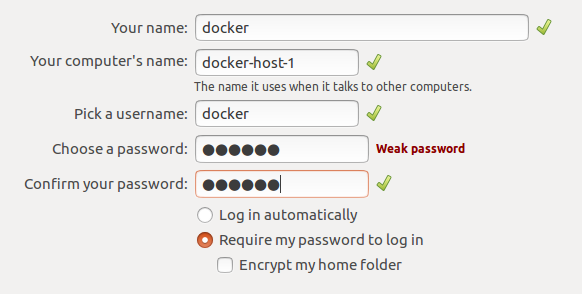 Your name: docker
Your computer's name: docker-host-1
The name it uses when it talks to other computers.
Pick a username: docker
Choose a password: ●●●●●● Weak password
Confirm your password: ●●●●●●
Log in automatically
Require my password to log in
Encrypt my home folder